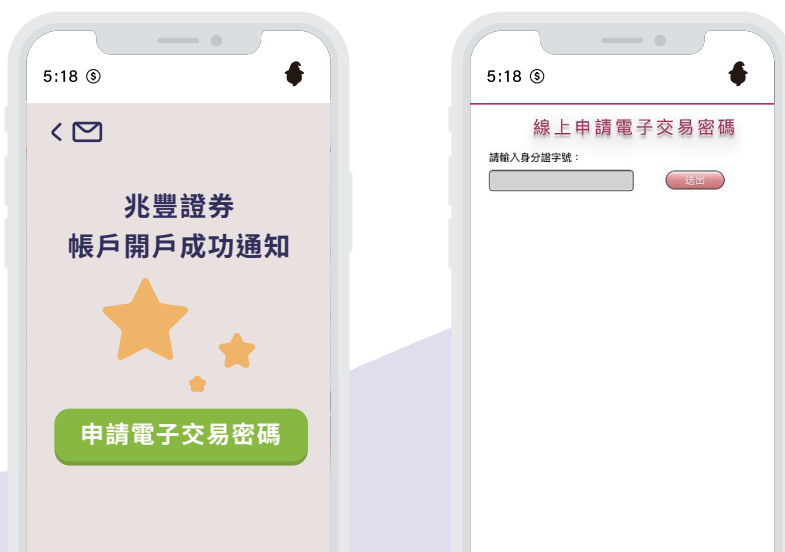 5:18
兆豐證券
帳戶開戶成功通知
申請電子交易密碼
5:18
線上申請電子交易密碼
請輸入身分證字號：
送出